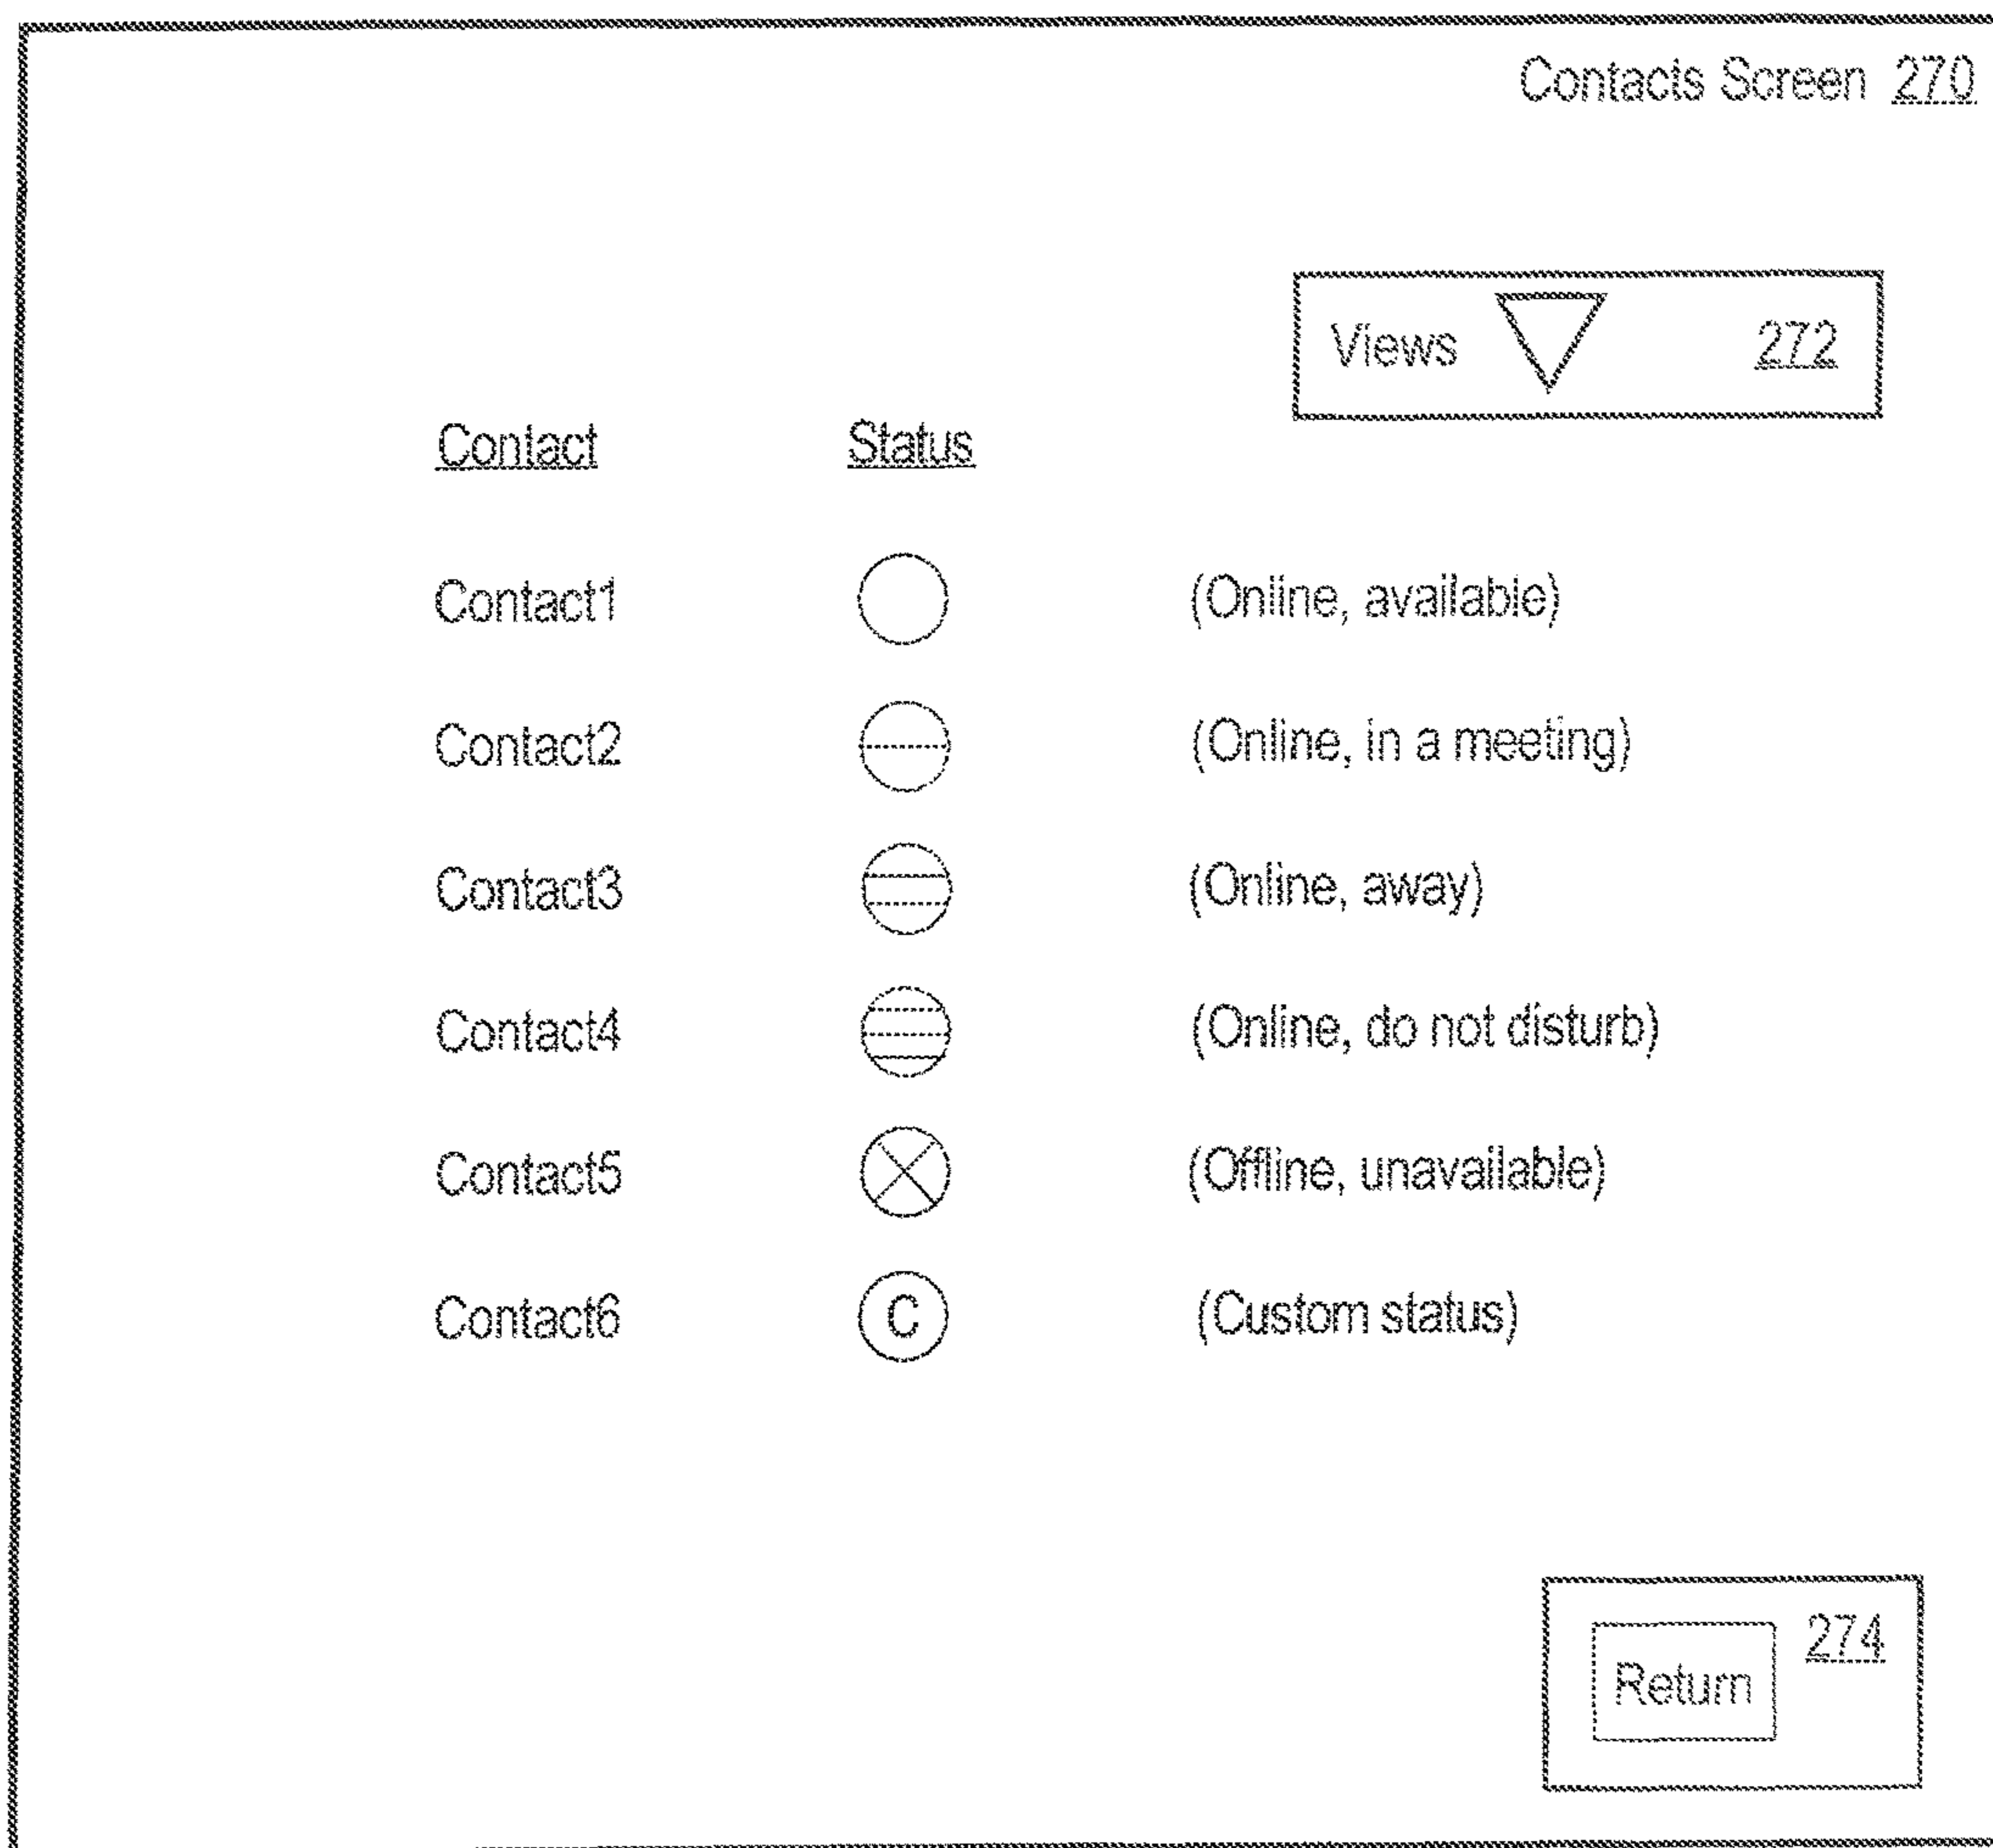 Contacts Screen 270
Views 272
Contact Status
Contact1 (Online, available)
Contact2 (Online, in a meeting)
Contact3 (Online, away)
Contact4 (Online, do not disturb)
Contact5 (Offline, unavailable)
Contact6 C (Custom status)
274
Return